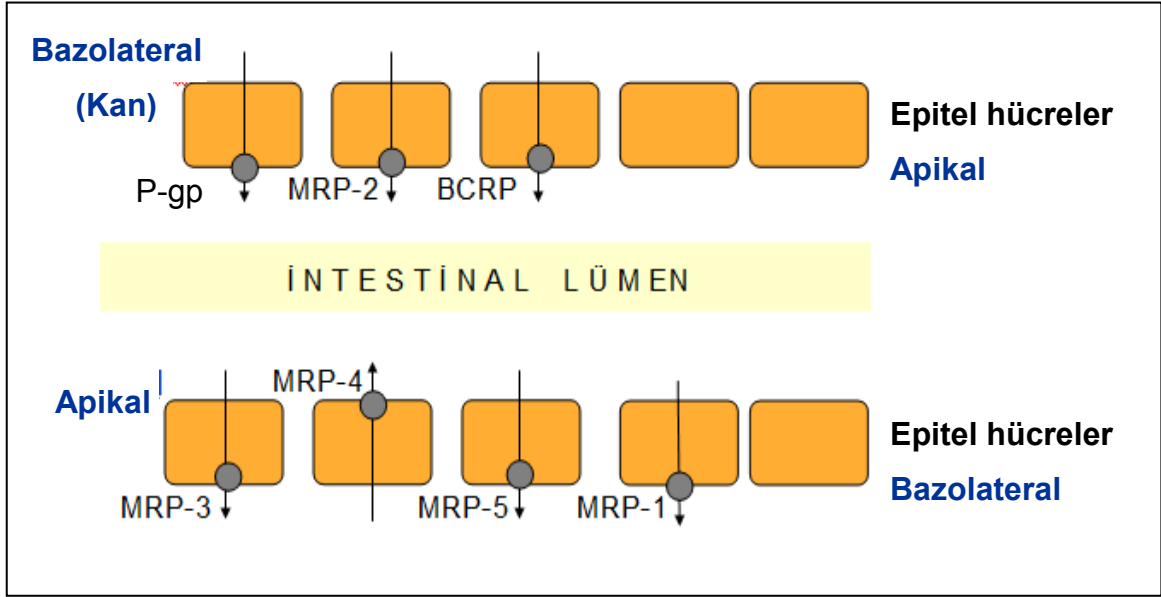 Bazolateral
(Kan)
Epitel hücreler
Apikal
P-gp
MRP-2
BCRP
İNTESTİNAL LÜMEN
Apikal
MRP-4
Epitel hücreler
Bazolateral
MRP-3
MRP-5
MRP-1